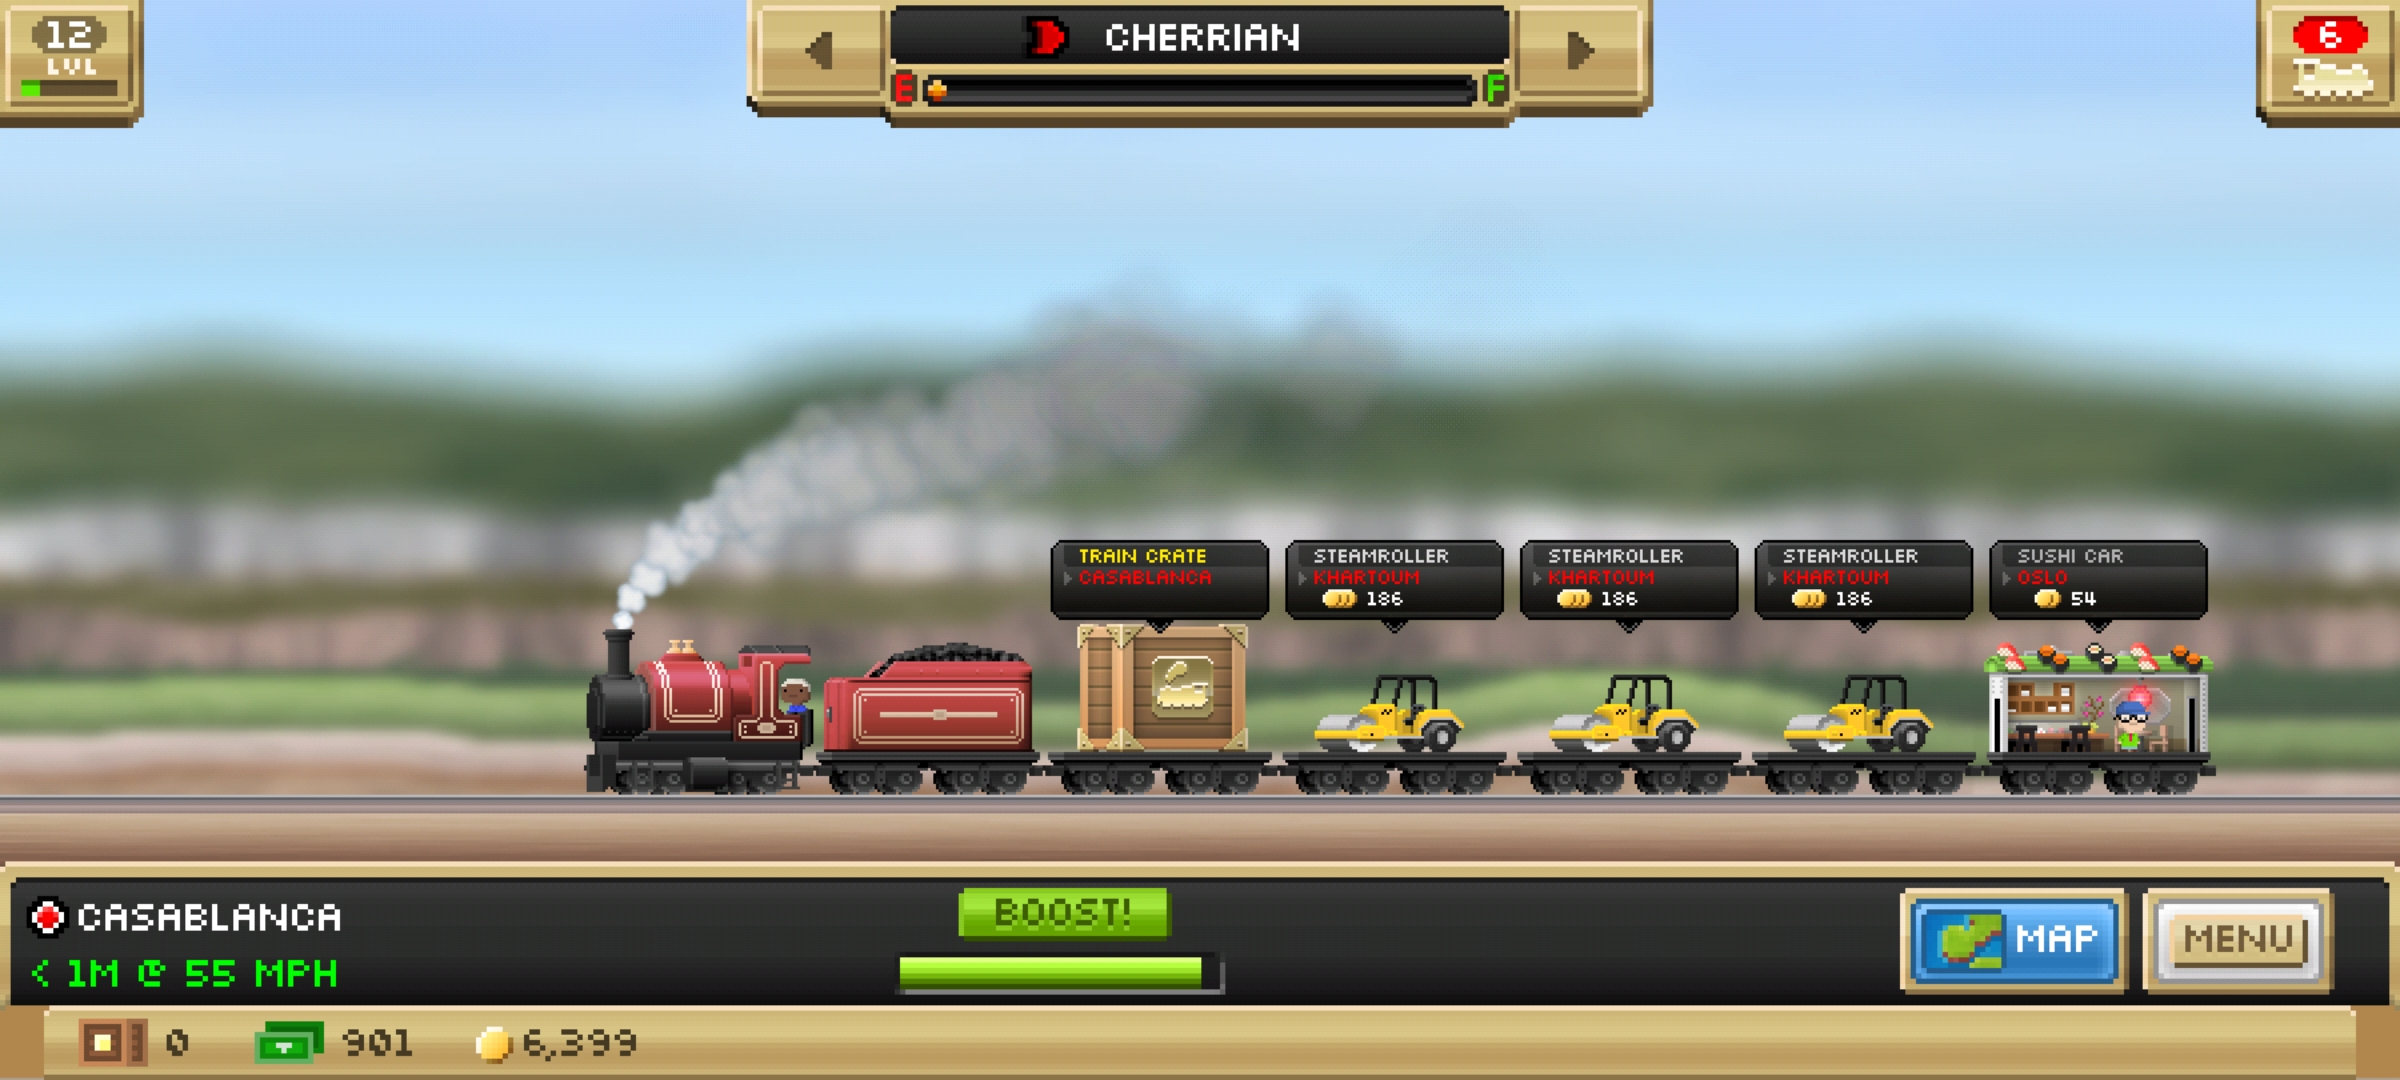 12
LVL
CHERRIAN
E
F
6
TRAIN CRATE
CASABLANCA
STEAMROLLER
KHARTOUM
186
STEAMROLLER
KHARTOUM
186
STEAMROLLER
KHARTOUM
186
SUSHI CAR
OSLO
54
CASABLANCA
< 1M @ 55 MPH
BOOST!
MAP
MENU
0
901
6,399